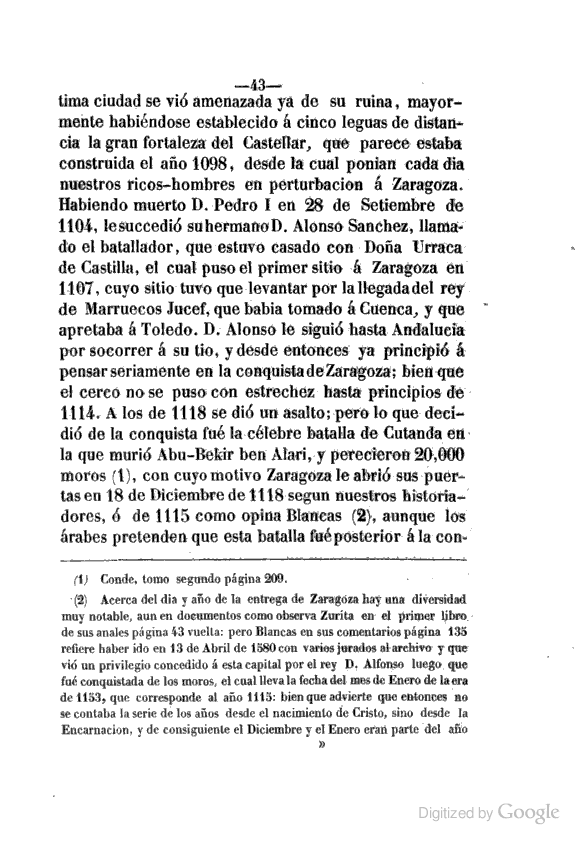 —43—
tima ciudad se vió amenazada ya de su ruina, mayor-
mente habiéndose establecido á cinco leguas de distan-
cia la gran fortaleza del Castellar, que parece estaba
construida el año 1098, desde la cual ponian cada dia
nuestros ricos-hombres en perturbacion á Zaragoza.
Habiendo muerto D. Pedro I en 28 de Setiembre de
1104, le succedió su hermano D. Alonso Sanchez, llama-
do el batallador, que estuvo casado con Doña Urraca
de Castilla, el cual puso el primer sitio á Zaragoza en
1107, cuyo sitio tuvo que levantar por la llegada del rey
de Marruecos Jucef, que babia tomado á Cuenca, y que
apretaba á Toledo. D. Alonso le siguió hasta Andalucia
por socorrer á su tio, y desde entonces ya principió á
pensar seriamente en la conquista de Zaragoza; bien que
el cerco no se puso con estrechez hasta principios de
1114. A los de 1118 se dió un asalto; pero lo que deci-
dió de la conquista fué la célebre batalla de Cutanda en
la que murió Abu-Bekir ben Alari, y perecieron 20,000
moros (1), con cuyo motivo Zaragoza le abrió sus puer-
tas en 18 de Diciembre de 1118 segun nuestros historia-
dores, ó de 1115 como opina Blancas (2), aunque los
árabes pretenden que esta batalla fué posterior á la con-
(1) Conde, tomo segundo página 209.
(2) Acerca del dia y año de la entrega de Zaragoza hay una diversidad
muy notable, aun en documentos como observa Zurita en el primer libro
de sus anales página 43 vuelta: pero Blancas en sus comentarios página 135
refiere haber ido en 13 de Abril de 1580 con varios jurados al archivo y que
vió un privilegio concedido á esta capital por el rey D. Alfonso luego que
fué conquistada de los moros, el cual lleva la fecha del mes de Enero de la era
de 1153, que corresponde al año 1115: bien que advierte que entonces no
se contaba la serie de los años desde el nacimiento de Cristo, sino desde la
Encarnacion, y de consiguiente el Diciembre y el Enero eran parte del año
»
Digitized by Google